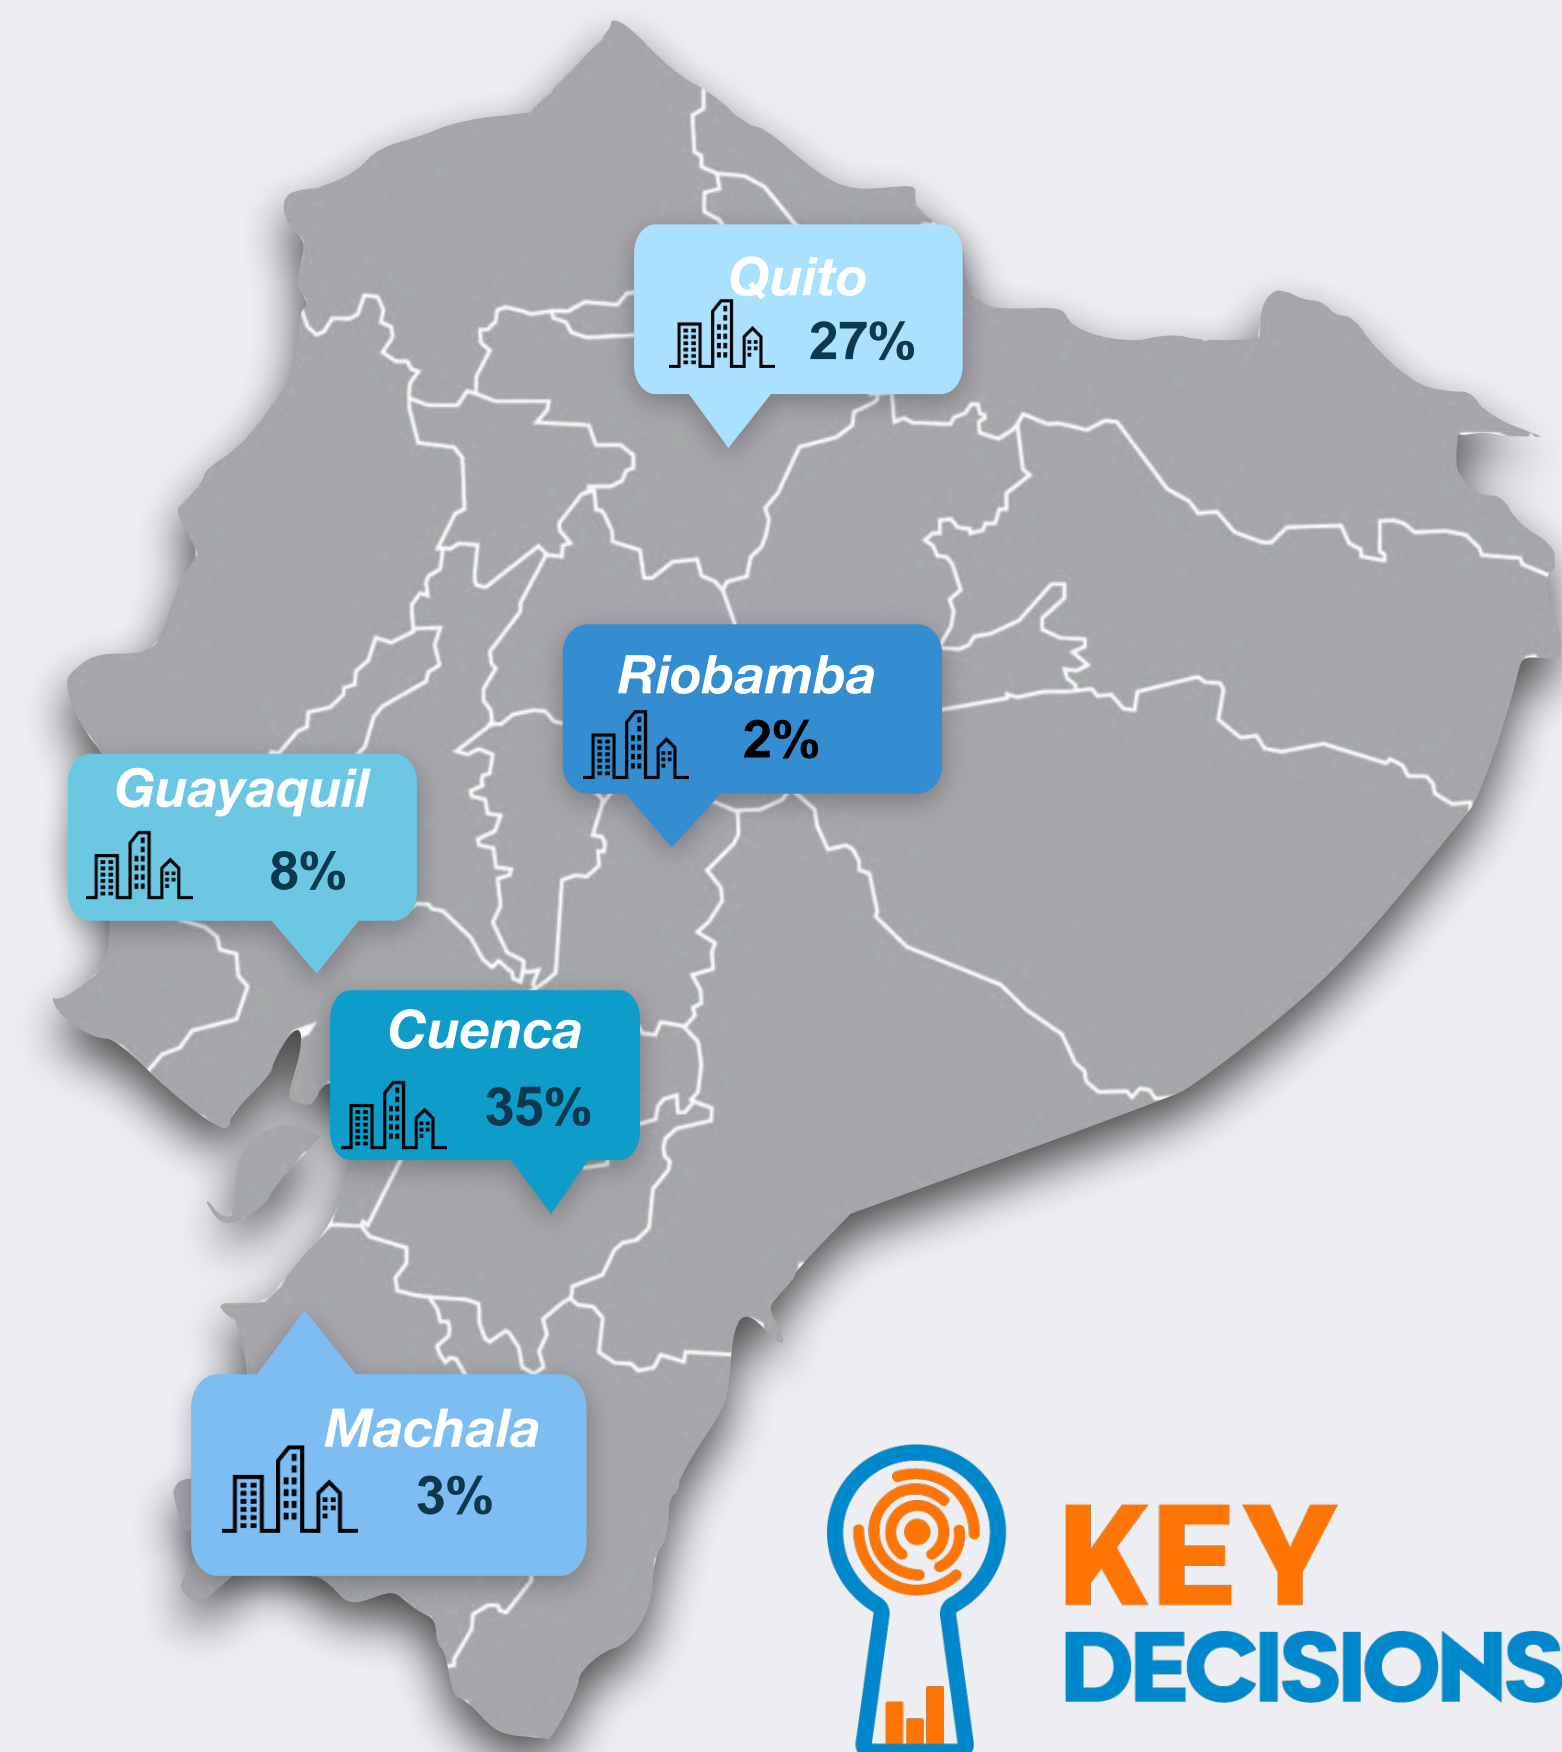 Quito
27%
Riobamba
2%
Guayaquil
8%
Cuenca
35%
Machala
3%
KEY
DECISIONS